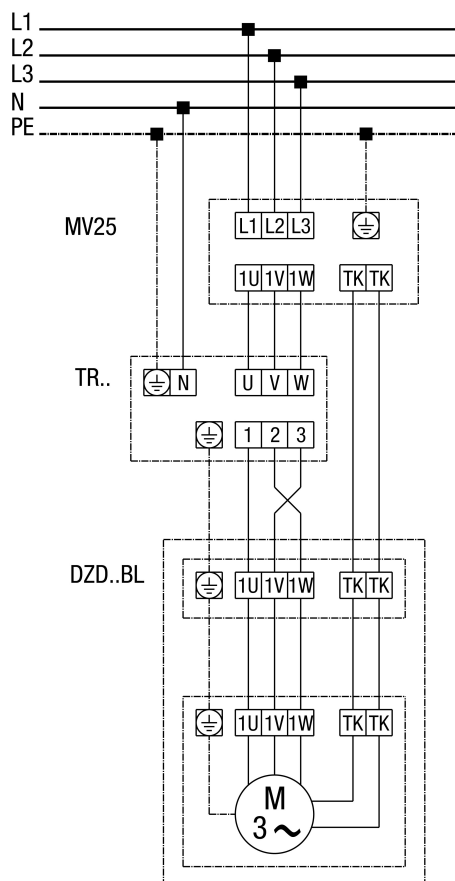 L1
L2
L3
N
PE
MV25
L1 L2 L3
1U 1V 1W TK TK
TR..
N U V W
1 2 3
DZD..BL
1U 1V 1W TK TK
1U 1V 1W TK TK
M
3 ~